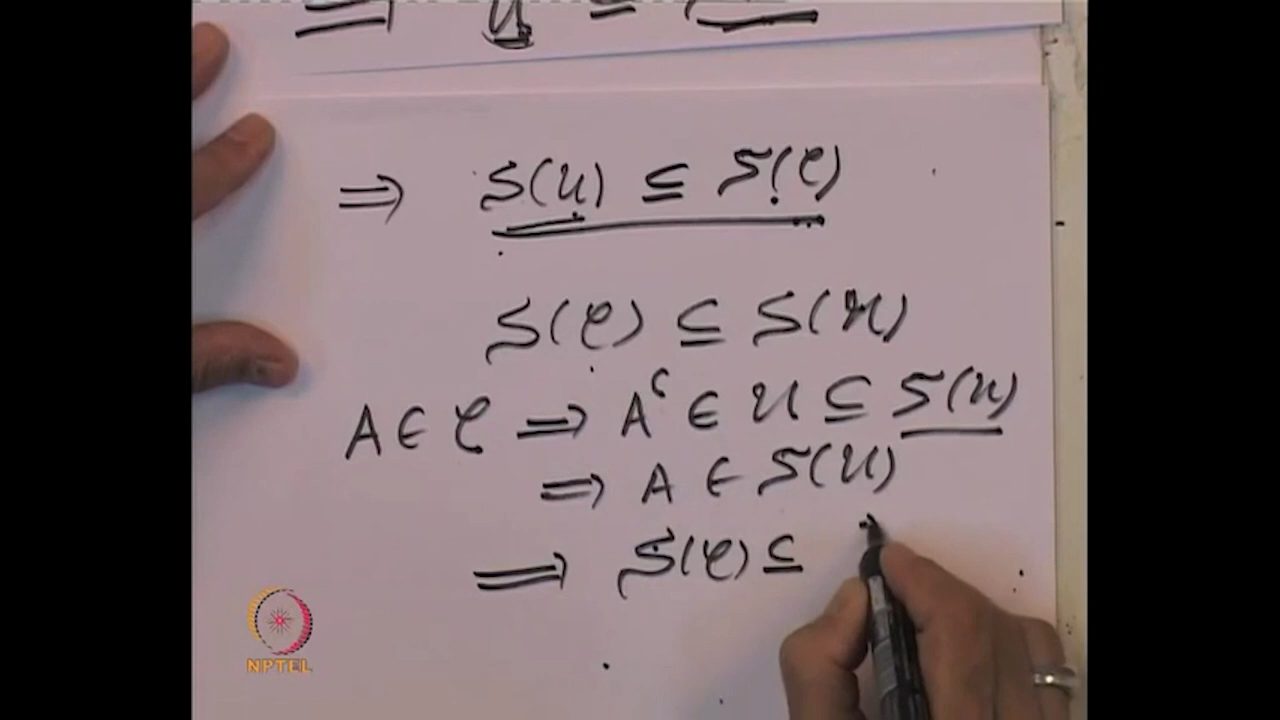 ⟹ U ⊆
⟹ S(U) ⊆ S(C)
S(C) ⊆ S(U)
A ∈ C ⟹ A^c ∈ U ⊆ S(U)
⟹ A ∈ S(U)
⟹ S(C) ⊆
NPTEL